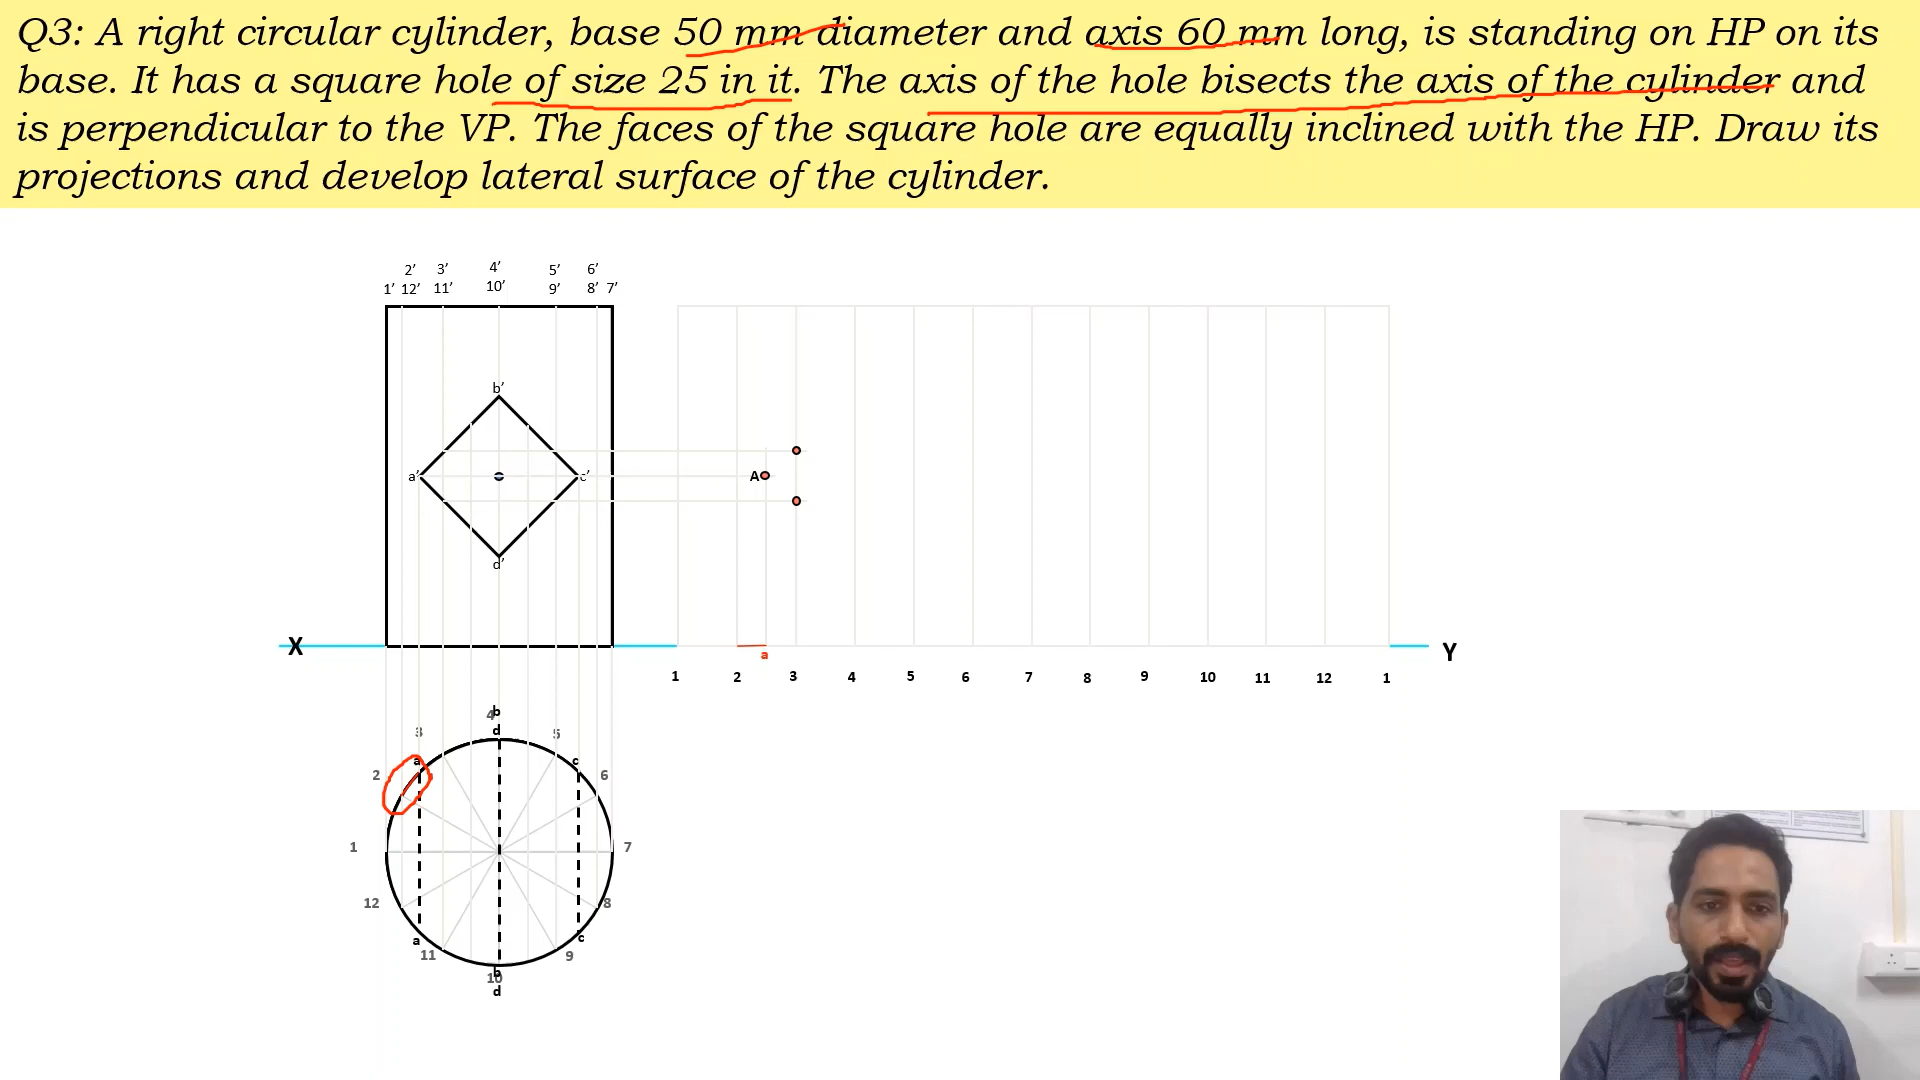 Q3: A right circular cylinder, base 50 mm diameter and axis 60 mm long, is standing on HP on its
base. It has a square hole of size 25 in it. The axis of the hole bisects the axis of the cylinder and
is perpendicular to the VP. The faces of the square hole are equally inclined with the HP. Draw its
projections and develop lateral surface of the cylinder.
2’ 3’ 4’ 5’ 6’
1’ 12’ 11’ 10’ 9’ 8’ 7’
b’
a’ c’ A
d’
X Y
a
1 2 3 4 5 6 7 8 9 10 11 12 1
4 b
3 d 5
a c
2 6
1 7
12 8
a c
11 9
10 b
d